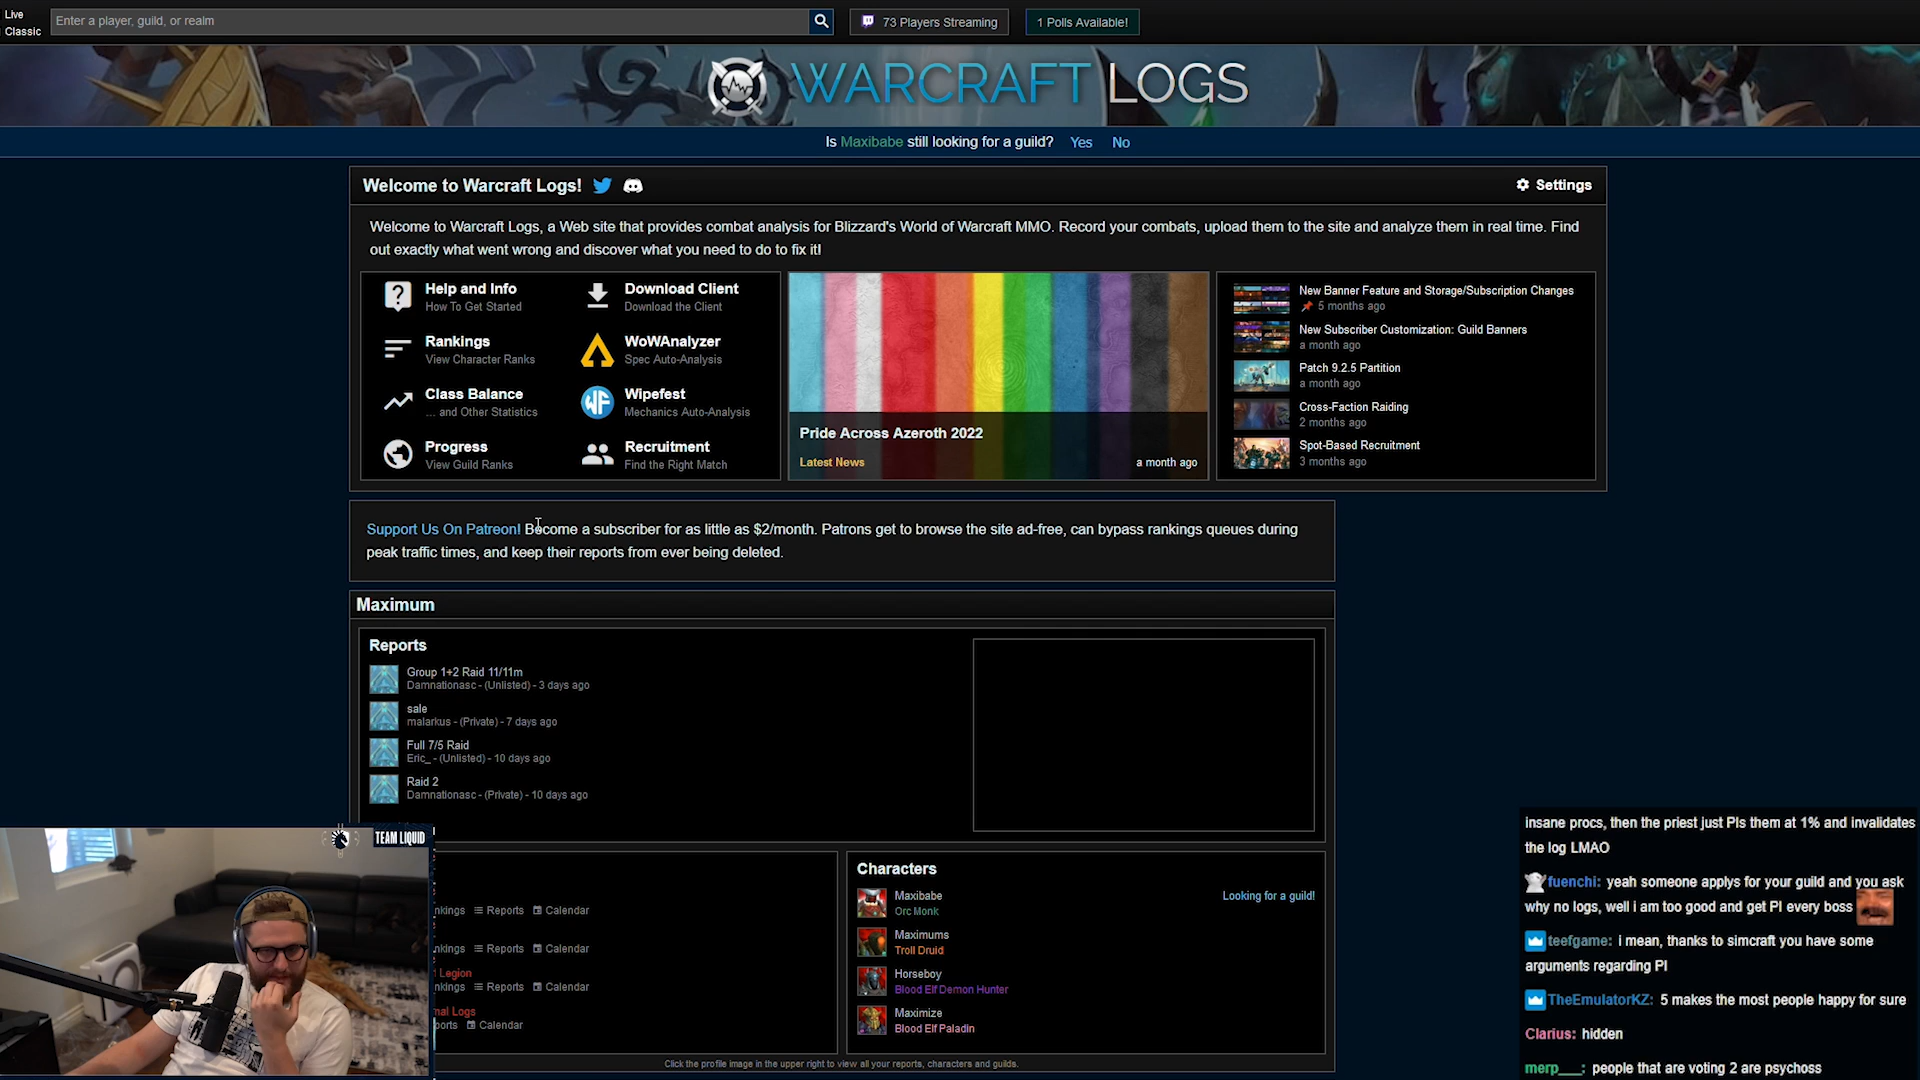 Live
Classic
Enter a player, guild, or realm
73 Players Streaming
1 Polls Available!
WARCRAFT LOGS
Is Maxibabe still looking for a guild? Yes No
Welcome to Warcraft Logs!
Settings
Welcome to Warcraft Logs, a Web site that provides combat analysis for Blizzard's World of Warcraft MMO. Record your combats, upload them to the site and analyze them in real time. Find
out exactly what went wrong and discover what you need to do to fix it!
Help and Info
How To Get Started
Download Client
Download the Client
Rankings
View Character Ranks
WoWAnalyzer
Spec Auto-Analysis
Class Balance
... and Other Statistics
WF
Wipefest
Mechanics Auto-Analysis
Progress
View Guild Ranks
Recruitment
Find the Right Match
Pride Across Azeroth 2022
Latest News
a month ago
New Banner Feature and Storage/Subscription Changes
5 months ago
New Subscriber Customization: Guild Banners
a month ago
Patch 9.2.5 Partition
a month ago
Cross-Faction Raiding
2 months ago
Spot-Based Recruitment
3 months ago
Support Us On Patreon! Become a subscriber for as little as $2/month. Patrons get to browse the site ad-free, can bypass rankings queues during
peak traffic times, and keep their reports from ever being deleted.
Maximum
Reports
Group 1+2 Raid 11/11m
Damnationasc - (Unlisted) - 3 days ago
sale
malarkus - (Private) - 7 days ago
Full 7/5 Raid
Eric_ - (Unlisted) - 10 days ago
Raid 2
Damnationasc - (Private) - 10 days ago
TEAM LIQUID
nkings Reports Calendar
nkings Reports Calendar
Legion
nkings Reports Calendar
nal Logs
ports Calendar
Characters
Maxibabe
Orc Monk
Looking for a guild!
Maximums
Troll Druid
Horseboy
Blood Elf Demon Hunter
Maximize
Blood Elf Paladin
Click the profile image in the upper right to view all your reports, characters and guilds.
insane procs, then the priest just PIs them at 1% and invalidates
the log LMAO
fuenchi: yeah someone applys for your guild and you ask
why no logs, well i am too good and get PI every boss
teefgame: i mean, thanks to simcraft you have some
arguments regarding PI
TheEmulatorKZ: 5 makes the most people happy for sure
Clarius: hidden
merp___: people that are voting 2 are psychoss